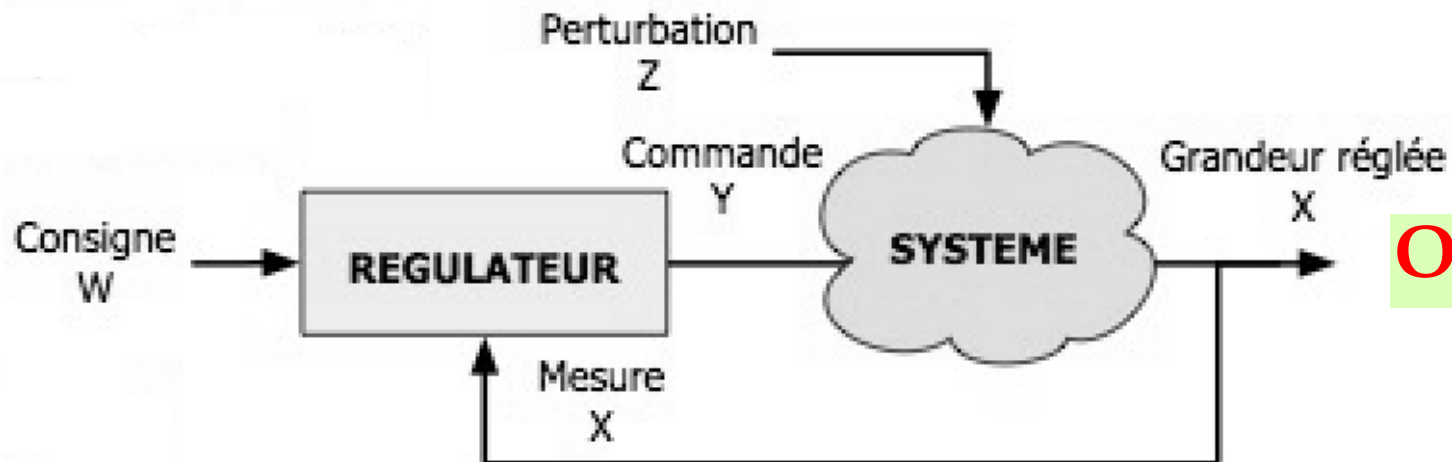 Perturbation
Z
Commande
Y
Grandeur réglée
X
Consigne
W
REGULATEUR
SYSTEME
O
Mesure
X